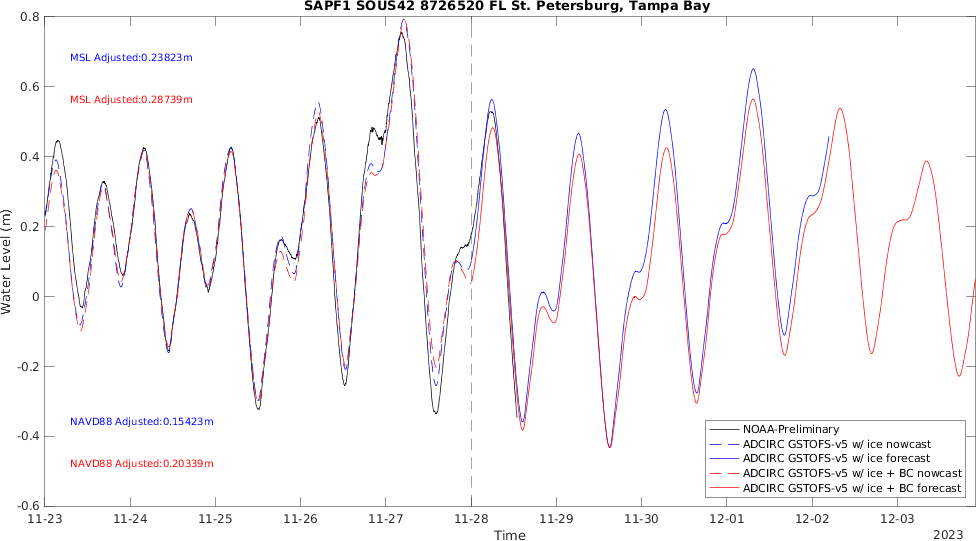 SAPF1 SOUS42 8726520 FL St. Petersburg, Tampa Bay
0.8
0.6
0.4
0.2
0
-0.2
-0.4
-0.6
Water Level (m)
MSL Adjusted:0.23823m
MSL Adjusted:0.28739m
NAVD88 Adjusted:0.15423m
NAVD88 Adjusted:0.20339m
NOAA-Preliminary
ADCIRC GSTOFS-v5 w/ ice nowcast
ADCIRC GSTOFS-v5 w/ ice forecast
ADCIRC GSTOFS-v5 w/ ice + BC nowcast
ADCIRC GSTOFS-v5 w/ ice + BC forecast
11-23 11-24 11-25 11-26 11-27 11-28 11-29 11-30 12-01 12-02 12-03
Time
2023